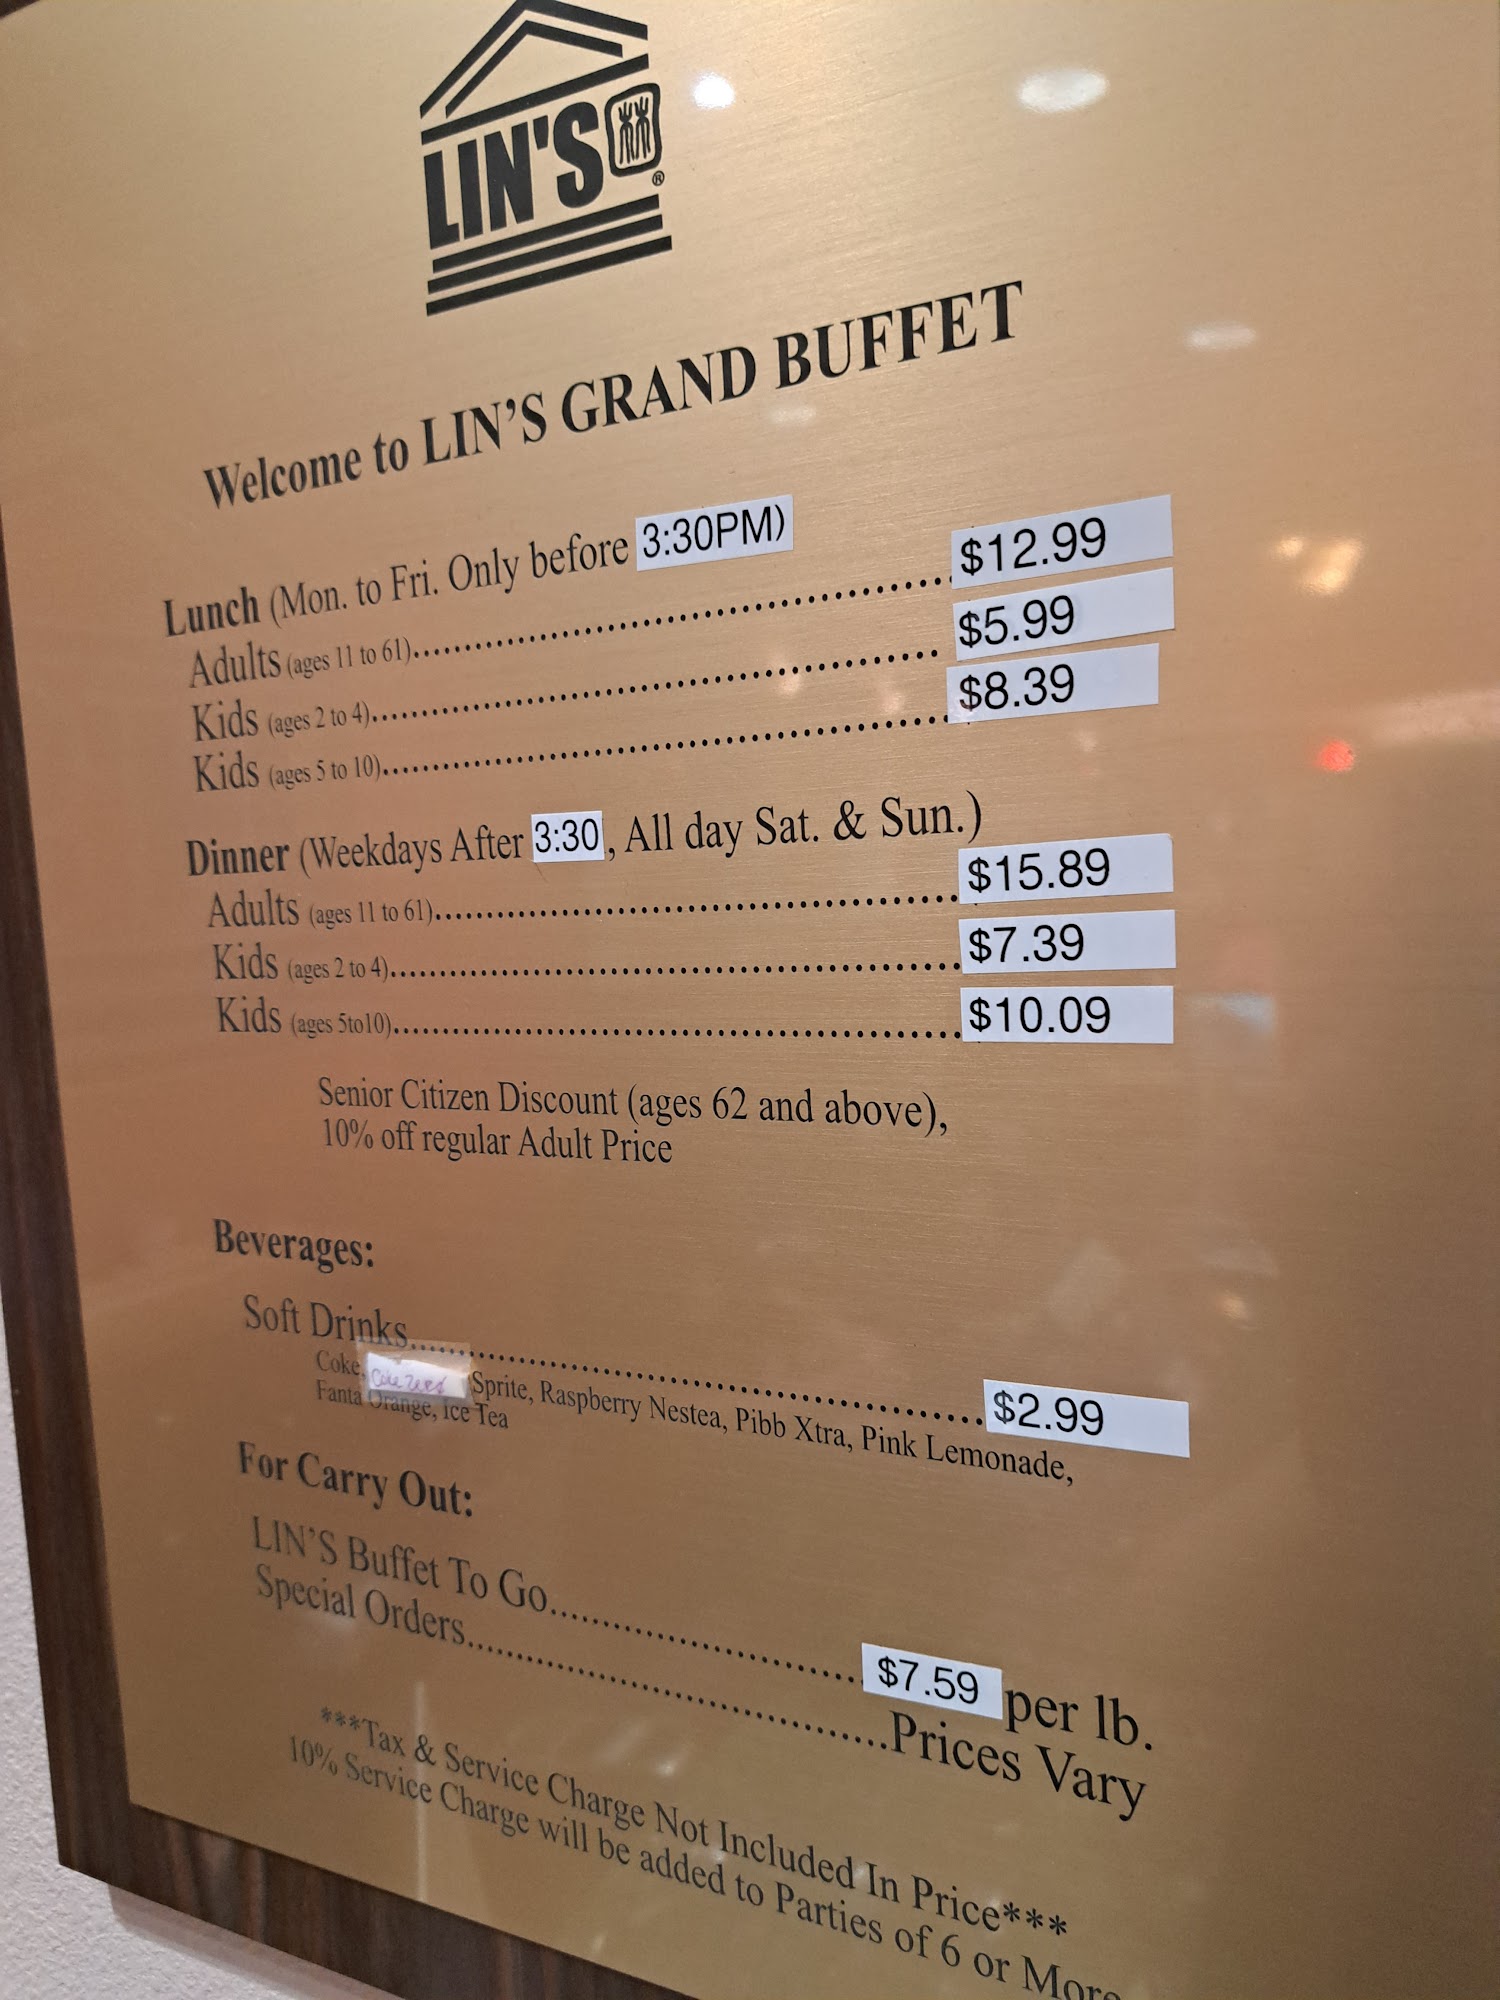 LIN'S 林 ®
Welcome to LIN'S GRAND BUFFET
Lunch (Mon. to Fri. Only before 3:30PM)
Adults (ages 11 to 61)..........$12.99
Kids (ages 2 to 4)..........$5.99
Kids (ages 5 to 10)..........$8.39
Dinner (Weekdays After 3:30, All day Sat. & Sun.)
Adults (ages 11 to 61)..........$15.89
Kids (ages 2 to 4)..........$7.39
Kids (ages 5to10)..........$10.09
Senior Citizen Discount (ages 62 and above),
10% off regular Adult Price
Beverages:
Soft Drinks..........$2.99
Coke, Coke Zero Sprite, Raspberry Nestea, Pibb Xtra, Pink Lemonade,
Fanta Orange, Ice Tea
For Carry Out:
LIN'S Buffet To Go..........$7.59 per lb.
Special Orders..........Prices Vary
***Tax & Service Charge Not Included In Price***
10% Service Charge will be added to Parties of 6 or More